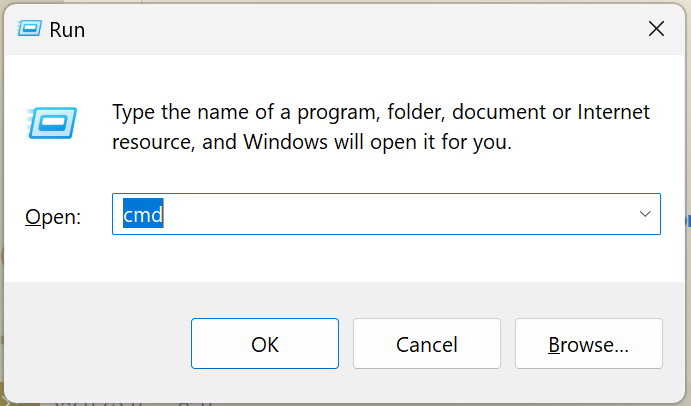 Run
Type the name of a program, folder, document or Internet
resource, and Windows will open it for you.
Open: cmd
OK Cancel Browse...